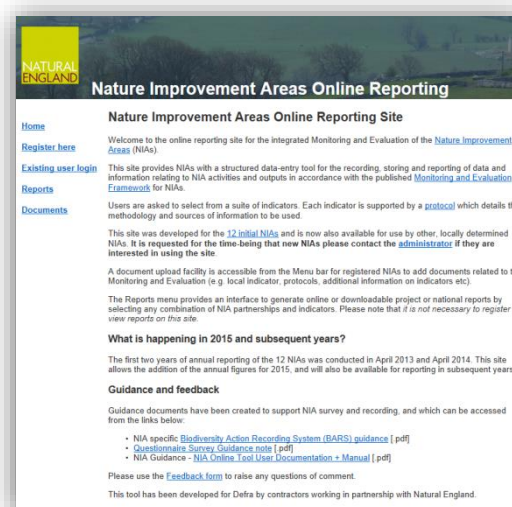 NATURAL
ENGLAND
Nature Improvement Areas Online Reporting
Home
Register here
Existing user login
Reports
Documents
Nature Improvement Areas Online Reporting Site
Welcome to the online reporting site for the integrated Monitoring and Evaluation of the Nature Improvement
Areas (NIAs).
This site provides NIAs with a structured data-entry tool for the recording, storing and reporting of data and
information relating to NIA activities and outputs in accordance with the published Monitoring and Evaluation
Framework for NIAs.
Users are asked to select from a suite of indicators. Each indicator is supported by a protocol which details
methodology and sources of information to be used.
This site was developed for the 12 initial NIAs and is now also available for use by other, locally determined
NIAs. It is requested for the time-being that new NIAs please contact the administrator if they are
interested in using the site.
A document upload facility is accessible from the Menu bar for registered NIAs to add documents related to
Monitoring and Evaluation (e.g. local indicator, protocols, additional information on indicators etc).
The Reports menu provides an interface to generate online or downloadable project or national reports by
selecting any combination of NIA partnerships and indicators. Please note that it is not necessary to register
view reports on this site.
What is happening in 2015 and subsequent years?
The first two years of annual reporting of the 12 NIAs was conducted in April 2013 and April 2014. This site
allows the addition of the annual figures for 2015, and will also be available for reporting in subsequent years
Guidance and feedback
Guidance documents have been created to support NIA survey and recording, and which can be accessed
from the links below:
• NIA specific Biodiversity Action Recording System (BARS) guidance [.pdf]
• Questionnaire Survey Guidance note [.pdf]
• NIA Guidance - NIA Online Tool User Documentation + Manual [.pdf]
Please use the Feedback form to raise any questions of comment.
This tool has been developed for Defra by contractors working in partnership with Natural England.